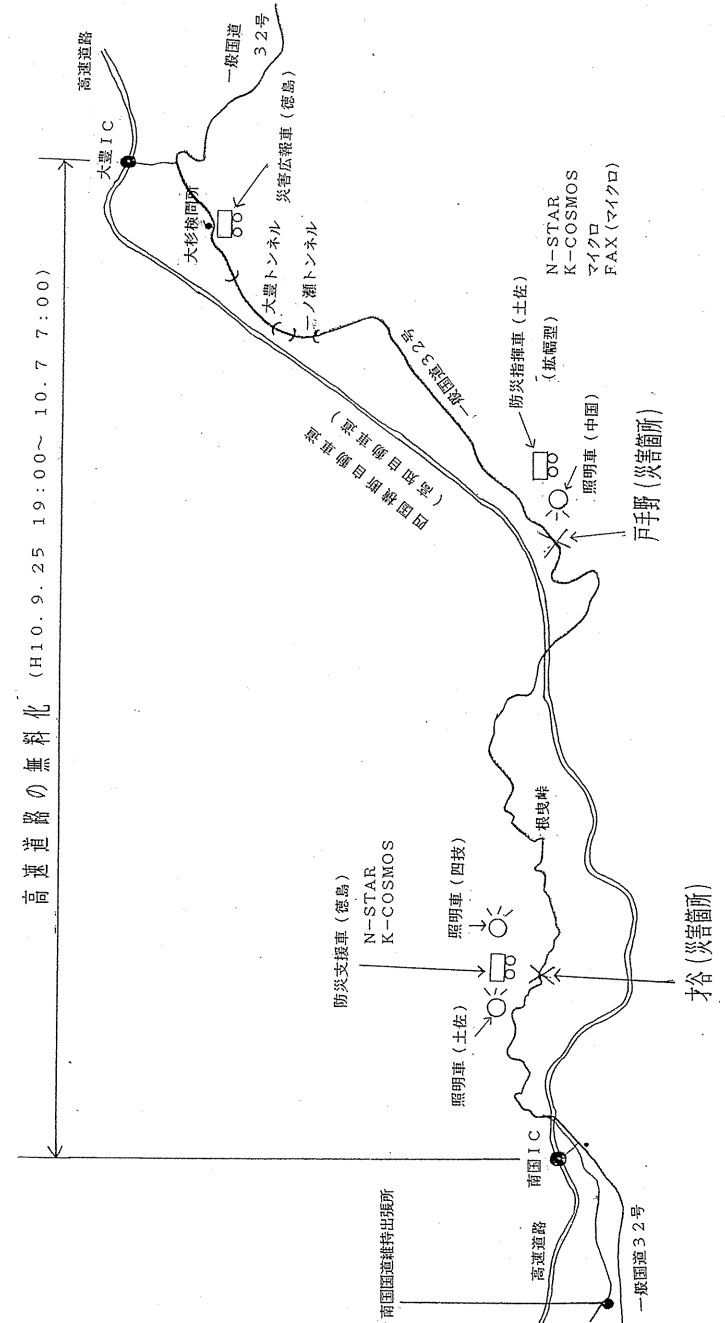 高速道路の無料化 (H10.9.25 19:00～ 10.7 7:00)
南国国道維持出張所
高速道路
一般国道32号
南国IC
照明車(土佐)
防災支援車(徳島)
N-STAR
K-COSMOS
照明車(四技)
才谷(災害箇所)
根曳峠
四国横断自動車道
(高知自動車道)
戸手野(災害箇所)
照明車(中国)
防災指揮車(土佐)
(拡幅型)
N-STAR
K-COSMOS
マイクロ
FAX(マイクロ)
一般国道32号
一ノ瀬トンネル
大豊トンネル
大杉検問所
災害広報車(徳島)
大豊IC
高速道路
一般国道
32号